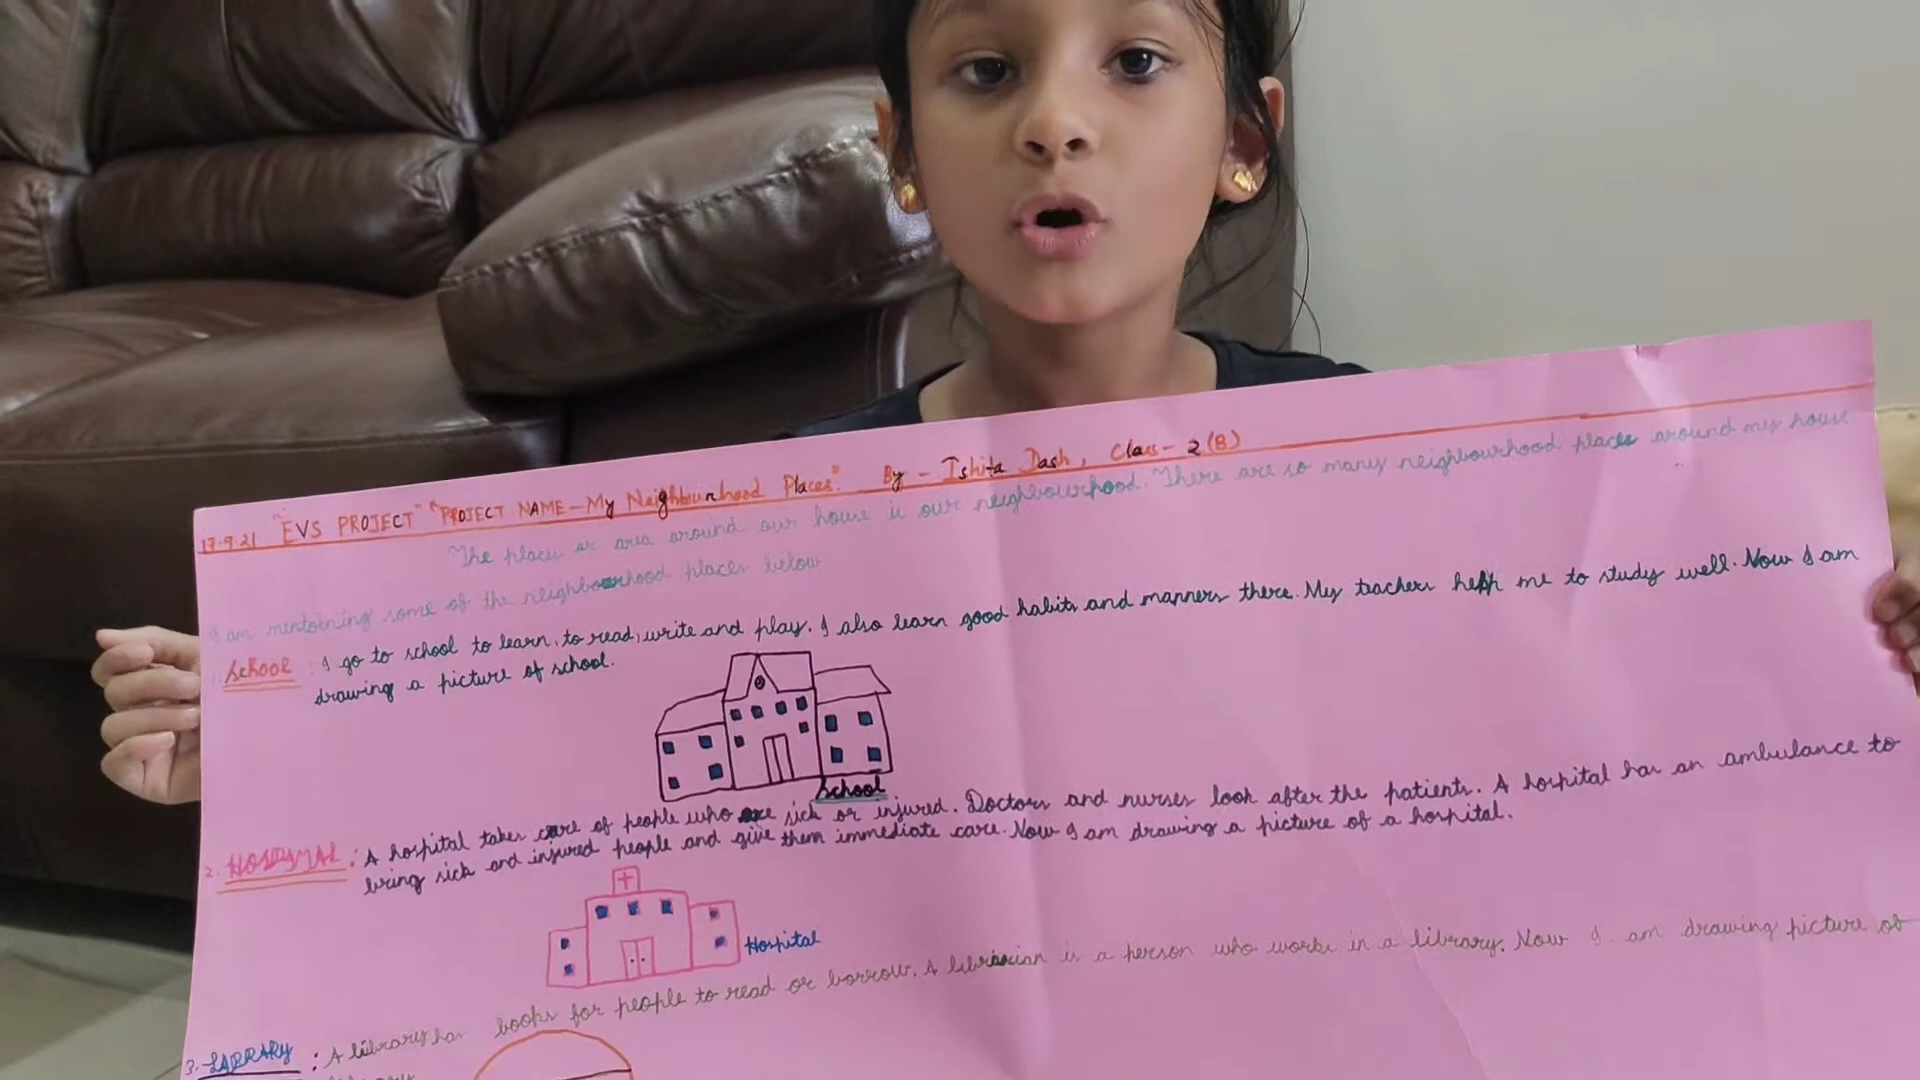 17.9.21 "EVS PROJECT" "PROJECT NAME - My Neighbourhood Places." By - Ishita Dash, Class - 2 (B)
The places or area around our house is our neighbourhood. There are so many neighbourhood places around my house
I am mentoining some of the neighbourhood places below
1. SCHOOL : I go to school to learn, to read, write and play. I also learn good habits and manners there. My teachers help me to study well. Now I am
drawing a picture of school.
School
2. HOSPITAL : A hospital takes care of people who are sick or injured. Doctors and nurses look after the patients. A hospital has an ambulance to
bring sick and injured people and give them immediate care. Now I am drawing a picture of a hospital.
Hospital
3. LIBRARY : A library has books for people to read or borrow. A librarian is a person who works in a library. Now I am drawing picture of
library